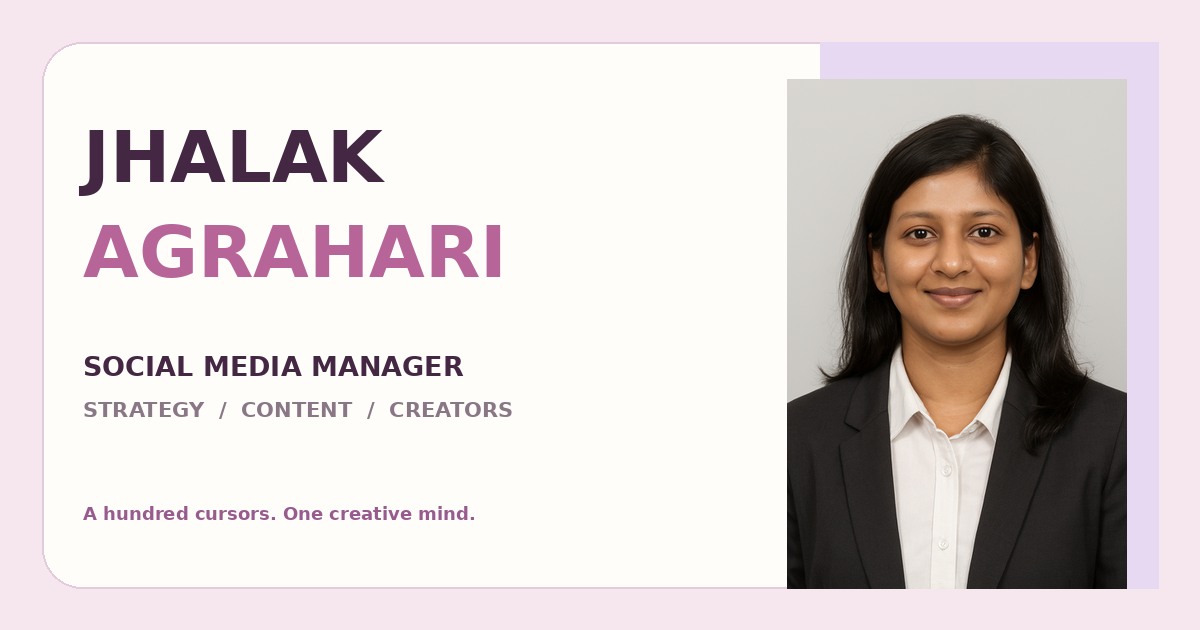 JHALAK
AGRAHARI
SOCIAL MEDIA MANAGER
STRATEGY / CONTENT / CREATORS
A hundred cursors. One creative mind.